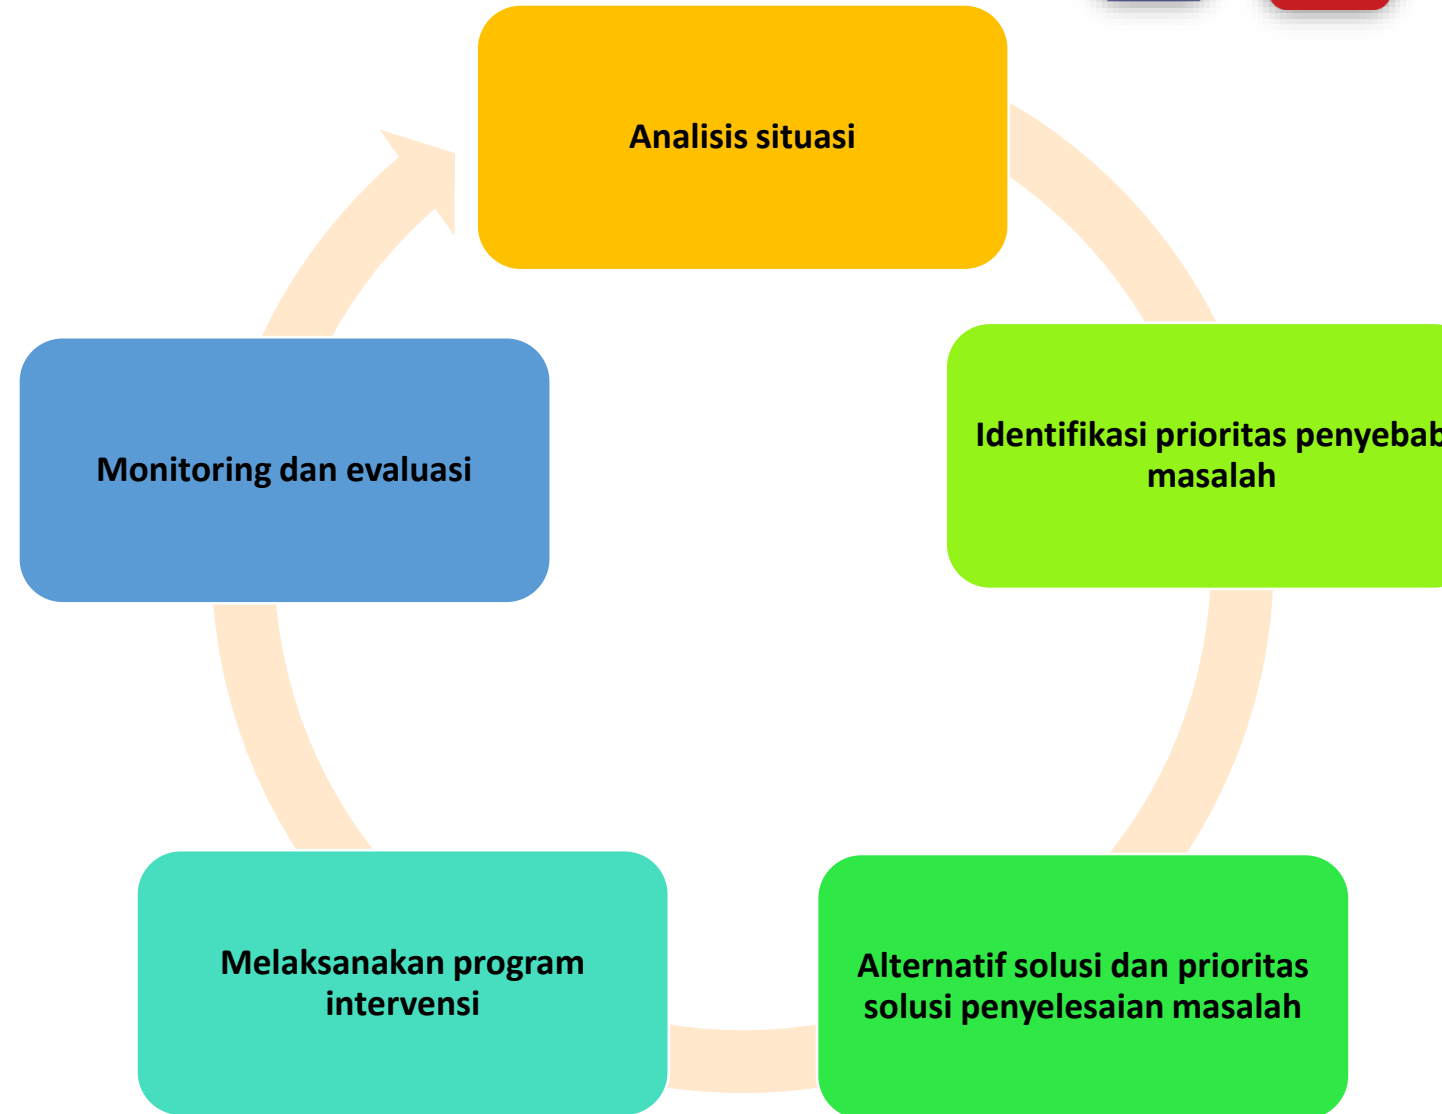 Analisis situasi
Identifikasi prioritas penyebab
masalah
Alternatif solusi dan prioritas
solusi penyelesaian masalah
Melaksanakan program
intervensi
Monitoring dan evaluasi